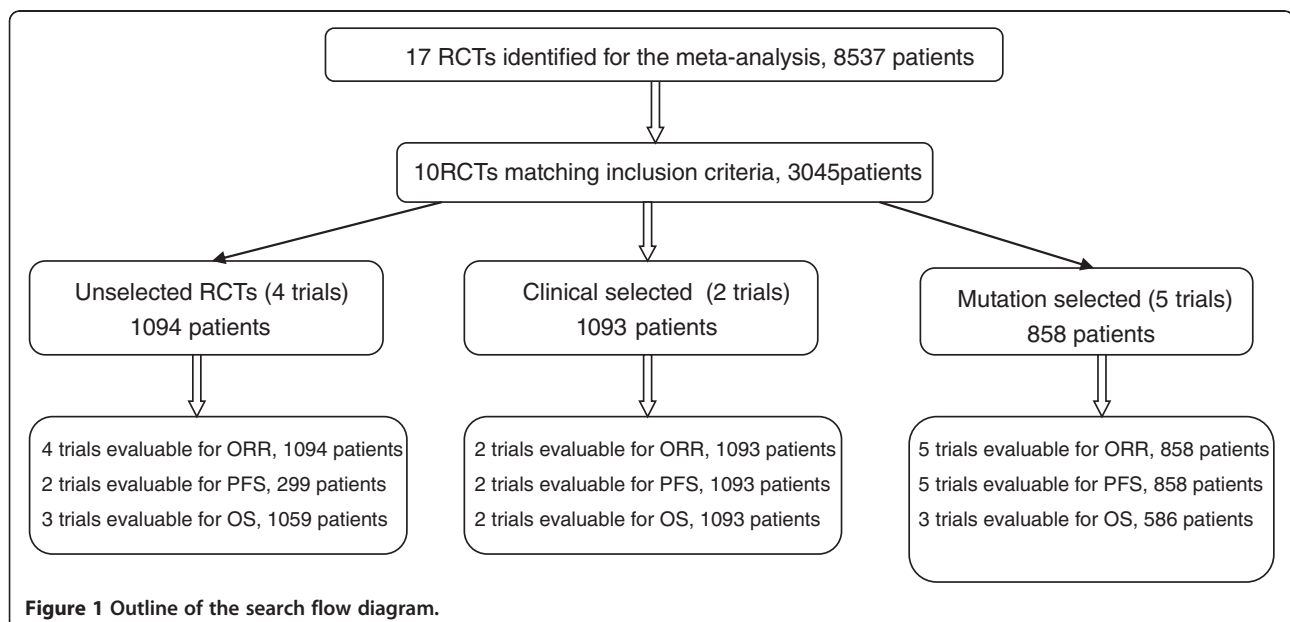 17 RCTs identified for the meta-analysis, 8537 patients
10RCTs matching inclusion criteria, 3045patients
Unselected RCTs (4 trials)
1094 patients
Clinical selected (2 trials)
1093 patients
Mutation selected (5 trials)
858 patients
4 trials evaluable for ORR, 1094 patients
2 trials evaluable for PFS, 299 patients
3 trials evaluable for OS, 1059 patients
2 trials evaluable for ORR, 1093 patients
2 trials evaluable for PFS, 1093 patients
2 trials evaluable for OS, 1093 patients
5 trials evaluable for ORR, 858 patients
5 trials evaluable for PFS, 858 patients
3 trials evaluable for OS, 586 patients
Figure 1 Outline of the search flow diagram.